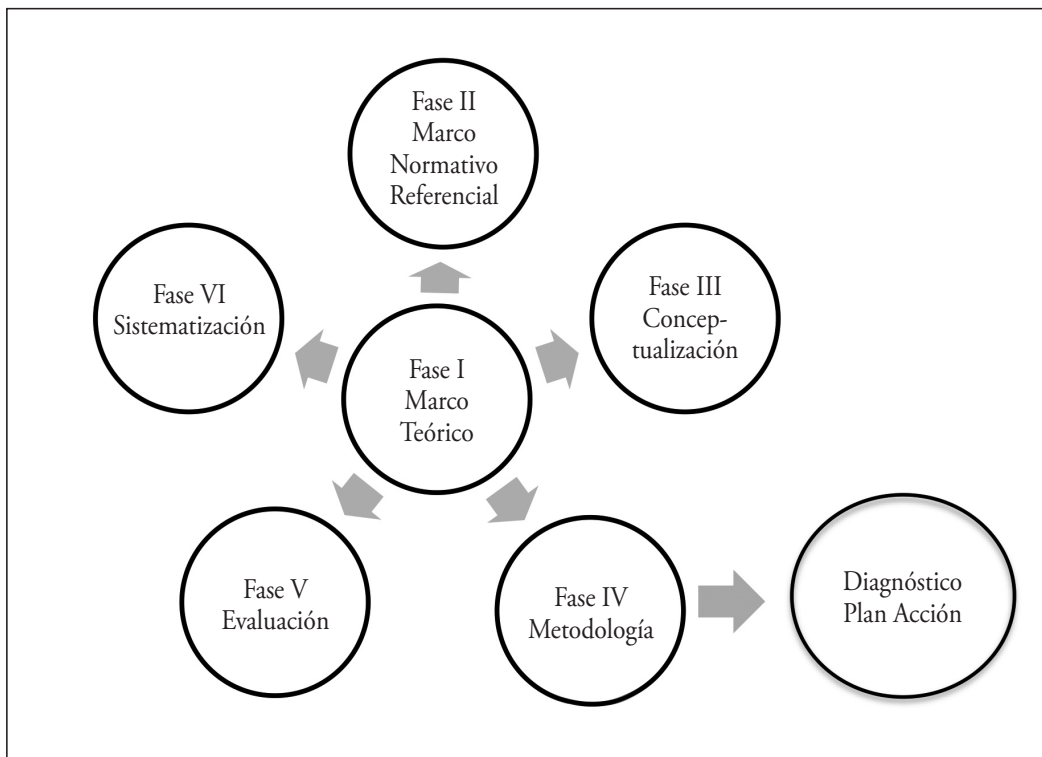 Fase II
Marco
Normativo
Referencial
Fase VI
Sistematización
Fase III
Concep-
tualización
Fase I
Marco
Teórico
Fase V
Evaluación
Fase IV
Metodología
Diagnóstico
Plan Acción